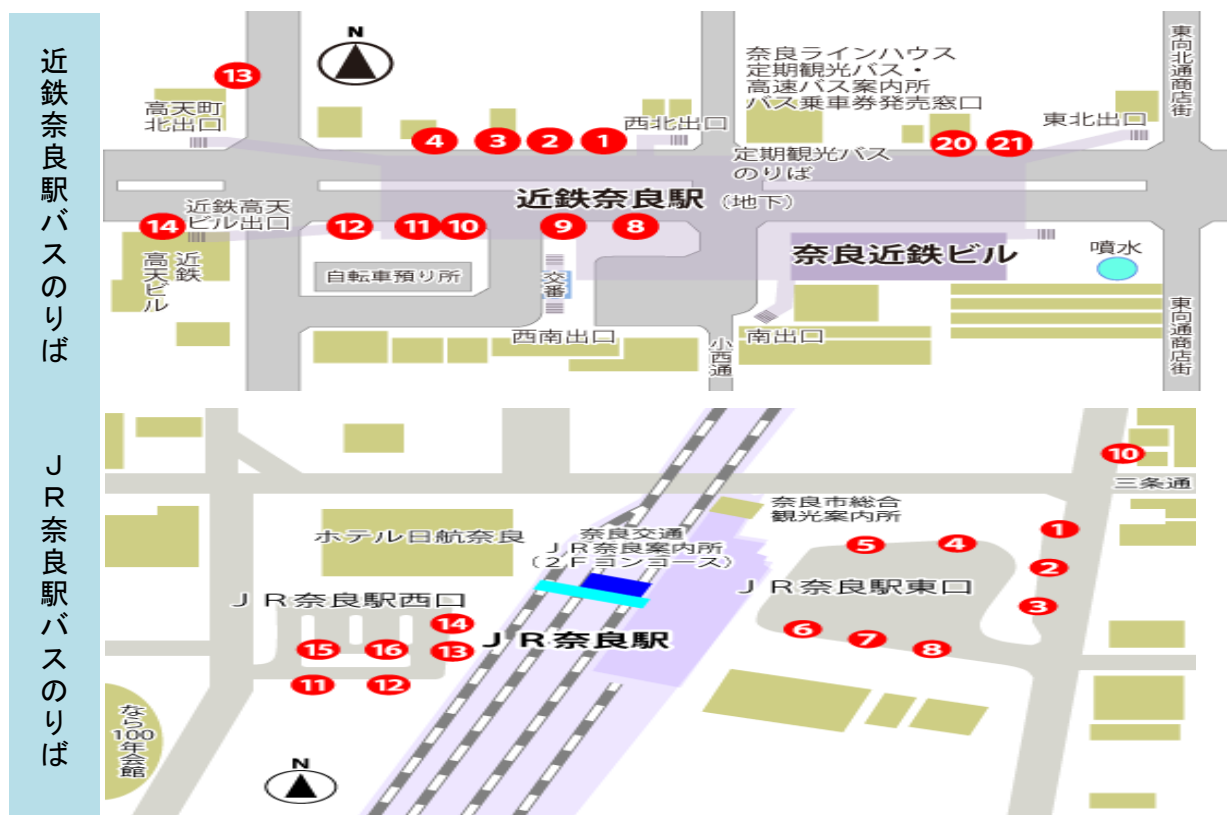 近鉄奈良駅バスのりば
N
13
高天町
北出口
4
3
2
1
西北出口
奈良ラインハウス
定期観光バス・
高速バス案内所
バス乗車券発売窓口
定期観光バス
のりば
20
21
東北出口
東向北通商店街
近鉄奈良駅(地下)
14
近鉄高天
ビル出口
12
11
10
9
8
近鉄
高天ビル
自転車預り所
交番
西南出口
小西通
南出口
奈良近鉄ビル
噴水
東向通商店街
JR奈良駅バスのりば
10
三条通
ホテル日航奈良
奈良交通
JR奈良案内所
(2Fヨンコース)
奈良市総合
観光案内所
5
4
1
2
3
JR奈良駅東口
6
7
8
JR奈良駅西口
14
15
16
13
11
12
JR奈良駅
なら
100
年会館
N